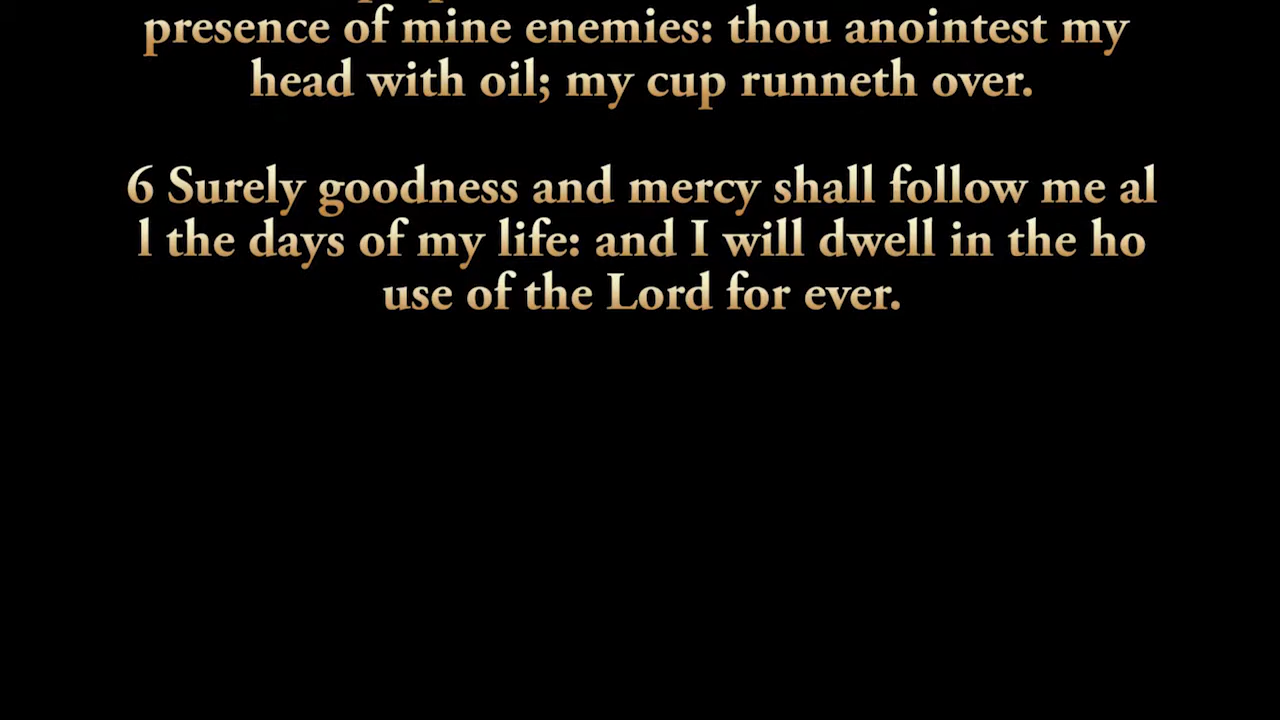 presence of mine enemies: thou anointest my
head with oil; my cup runneth over.
6 Surely goodness and mercy shall follow me al
l the days of my life: and I will dwell in the ho
use of the Lord for ever.